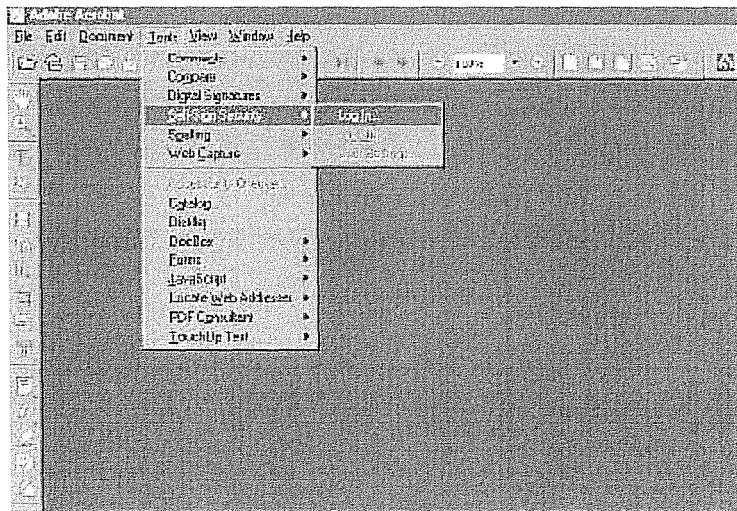 Adobe Acrobat
File Edit Document Tools View Window Help
Comments
Compare
Digital Signatures
Self-Sign Security
Log In...
Spelling
Web Capture
Catalog
Distiller
DocBox
Forms
JavaScript
Locate Web Addresses
PDF Consultant
TouchUp Text